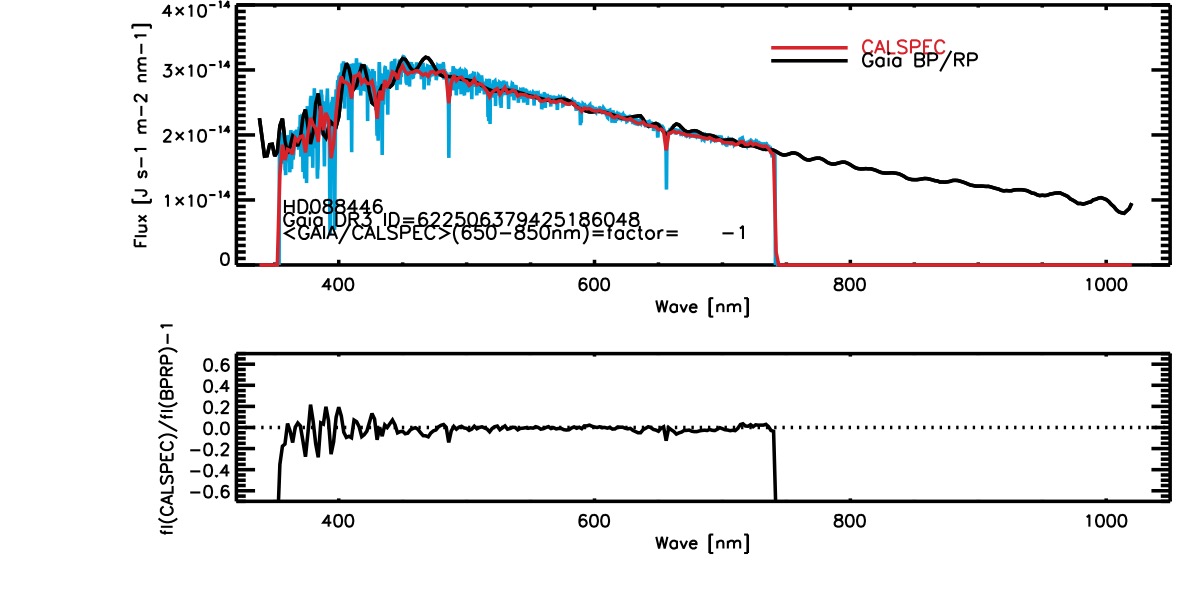 4×10−14
3×10−14
2×10−14
1×10−14
0
Flux [J s−1 m−2 nm−1]
CALSPEC
Gaia BP/RP
HD088446
Gaia DR3 ID=622506379425186048
<GAIA/CALSPEC>(650−850nm)=factor= −1
400 600 800 1000
Wave [nm]
fl(CALSPEC)/fl(BPRP)−1
0.6
0.4
0.2
0.0
−0.2
−0.4
−0.6
400 600 800 1000
Wave [nm]